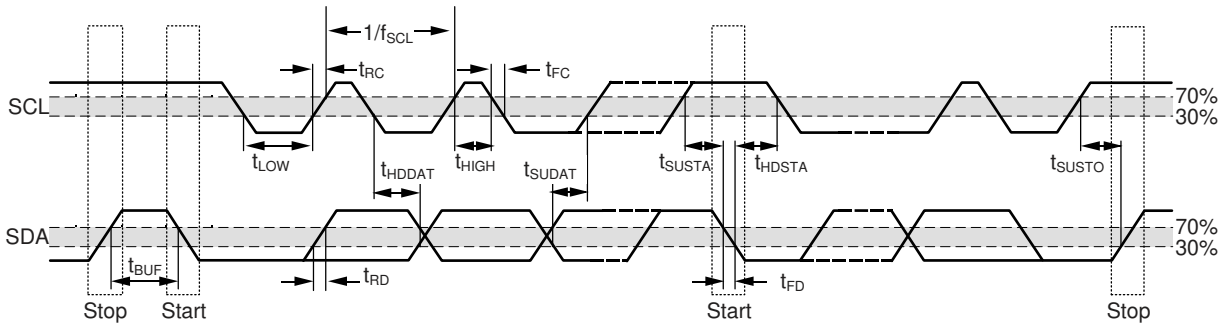 1/fSCL
tRC
tFC
SCL
70%
30%
tLOW
tHDDAT
tHIGH
tSUDAT
tSUSTA
tHDSTA
tSUSTO
SDA
70%
30%
tBUF
tRD
tFD
Stop
Start
Start
Stop